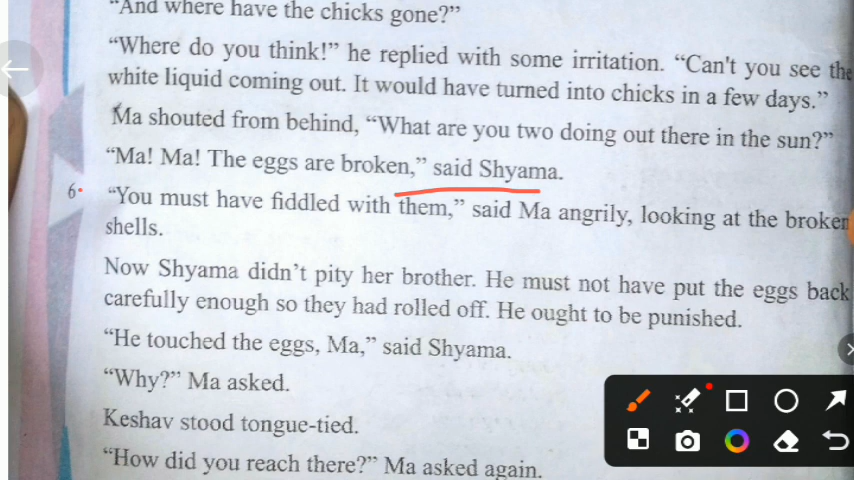 “And where have the chicks gone?”
“Where do you think!” he replied with some irritation. “Can't you see the
white liquid coming out. It would have turned into chicks in a few days.”
Ma shouted from behind, “What are you two doing out there in the sun?”
“Ma! Ma! The eggs are broken,” said Shyama.
6
“You must have fiddled with them,” said Ma angrily, looking at the broken
shells.
Now Shyama didn’t pity her brother. He must not have put the eggs back
carefully enough so they had rolled off. He ought to be punished.
“He touched the eggs, Ma,” said Shyama.
“Why?” Ma asked.
Keshav stood tongue-tied.
“How did you reach there?” Ma asked again.